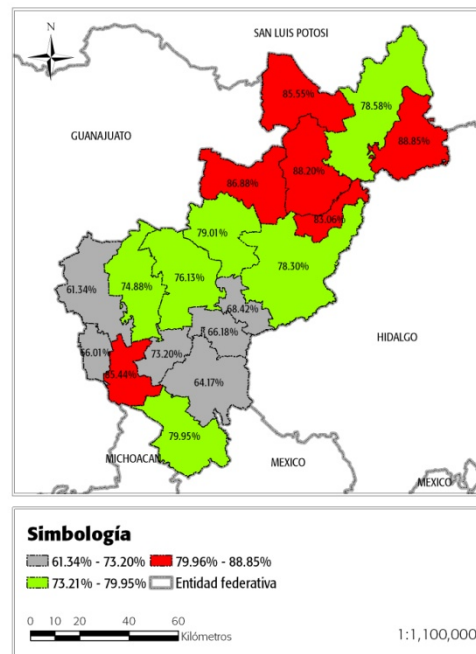 N
SAN LUIS POTOSI
85.55%
78.58%
GUANAJUATO
88.85%
88.20%
86.88%
83.06%
79.01%
61.34%
76.13%
78.30%
74.88%
68.42%
66.18%
HIDALGO
66.01%
73.20%
64.17%
79.95%
MICHOACAN
MEXICO
MEXICO
Simbología
61.34% - 73.20% 79.96% - 88.85%
73.21% - 79.95% Entidad federativa
0 10 20 40 60
Kilómetros
1:1,100,000